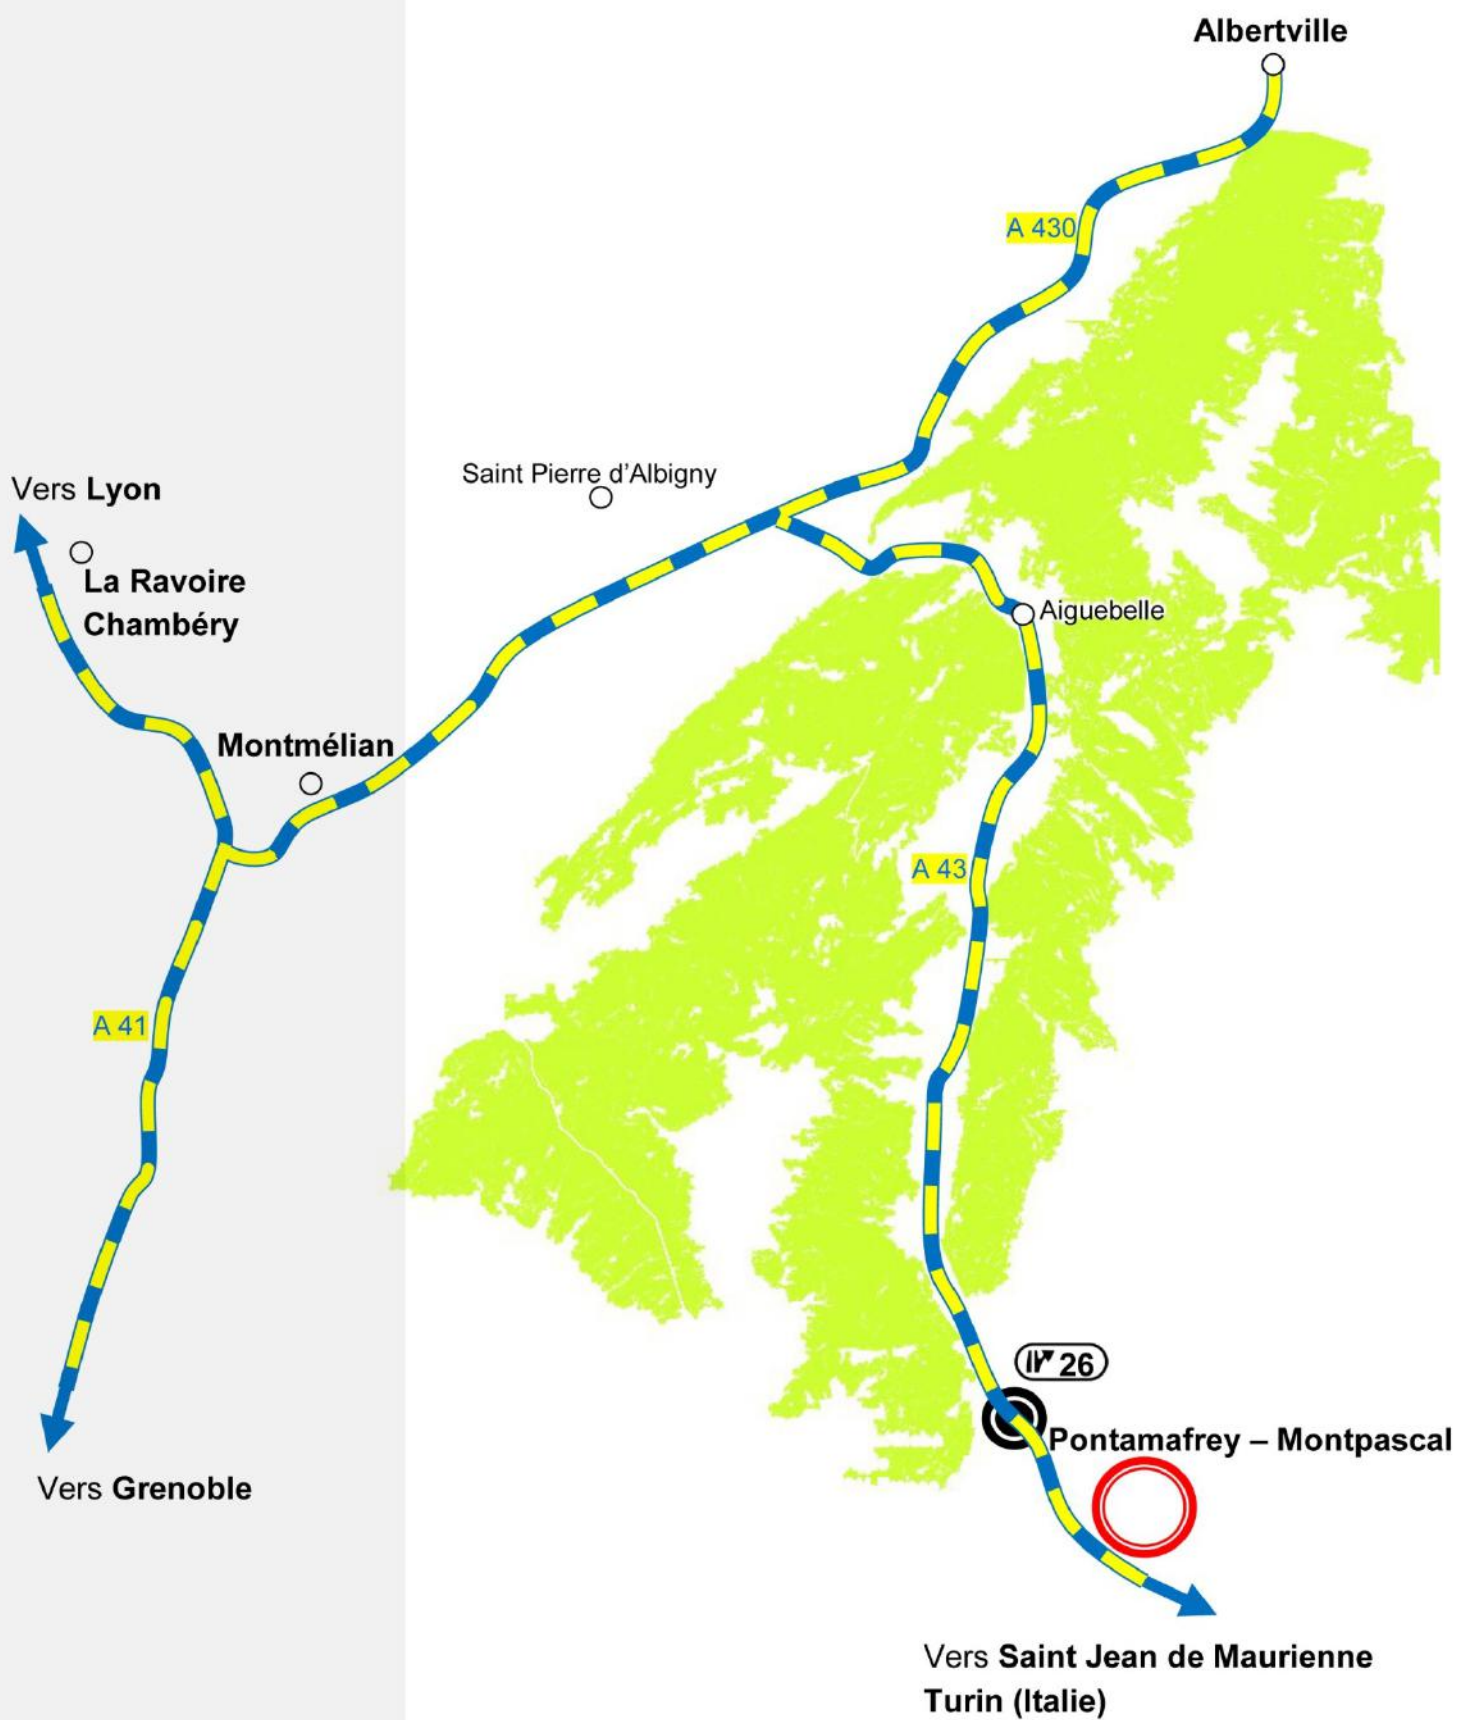 Albertville
A 430
Saint Pierre d'Albigny
Vers Lyon
La Ravoire
Chambéry
Aiguebelle
Montmélian
A 43
A 41
26
Pontamafrey – Montpascal
Vers Grenoble
Vers Saint Jean de Maurienne
Turin (Italie)